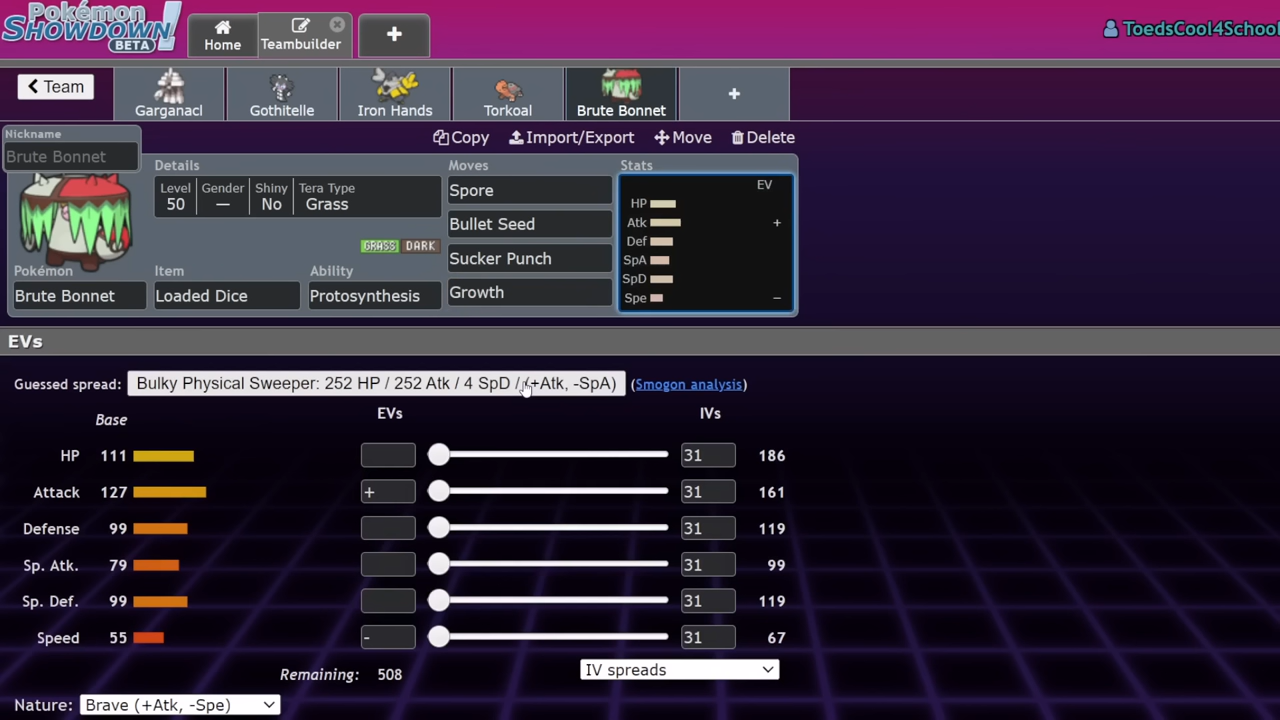 Pokémon
SHOWDOWN!
BETA
Home
Teambuilder
+
ToedsCool4School
Team
Garganacl
Gothitelle
Iron Hands
Torkoal
Brute Bonnet
+
Nickname
Brute Bonnet
Copy
Import/Export
Move
Delete
Details
Moves
Stats
Level
50
Gender
—
Shiny
No
Tera Type
Grass
GRASS DARK
Pokémon
Brute Bonnet
Item
Loaded Dice
Ability
Protosynthesis
Spore
Bullet Seed
Sucker Punch
Growth
EV
HP
Atk +
Def
SpA
SpD
Spe −
EVs
Guessed spread: Bulky Physical Sweeper: 252 HP / 252 Atk / 4 SpD / (+Atk, -SpA) (Smogon analysis)
Base EVs IVs
HP 111 31 186
Attack 127 + 31 161
Defense 99 31 119
Sp. Atk. 79 31 99
Sp. Def. 99 31 119
Speed 55 - 31 67
Remaining: 508
IV spreads
Nature: Brave (+Atk, -Spe)